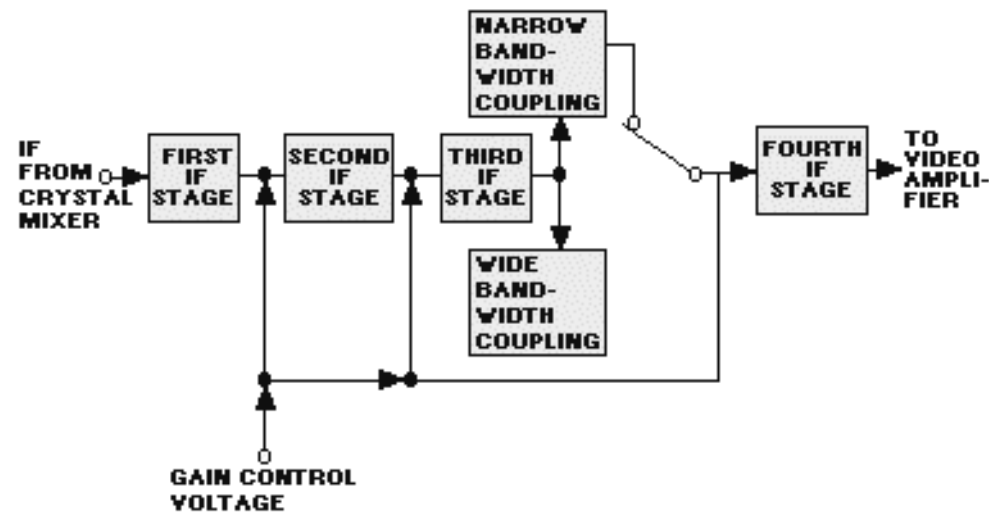 NARROW
BAND-
WIDTH
COUPLING
IF
FROM
CRYSTAL
MIXER
FIRST
IF
STAGE
SECOND
IF
STAGE
THIRD
IF
STAGE
FOURTH
IF
STAGE
TO
VIDEO
AMPLI-
FIER
WIDE
BAND-
WIDTH
COUPLING
GAIN CONTROL
VOLTAGE